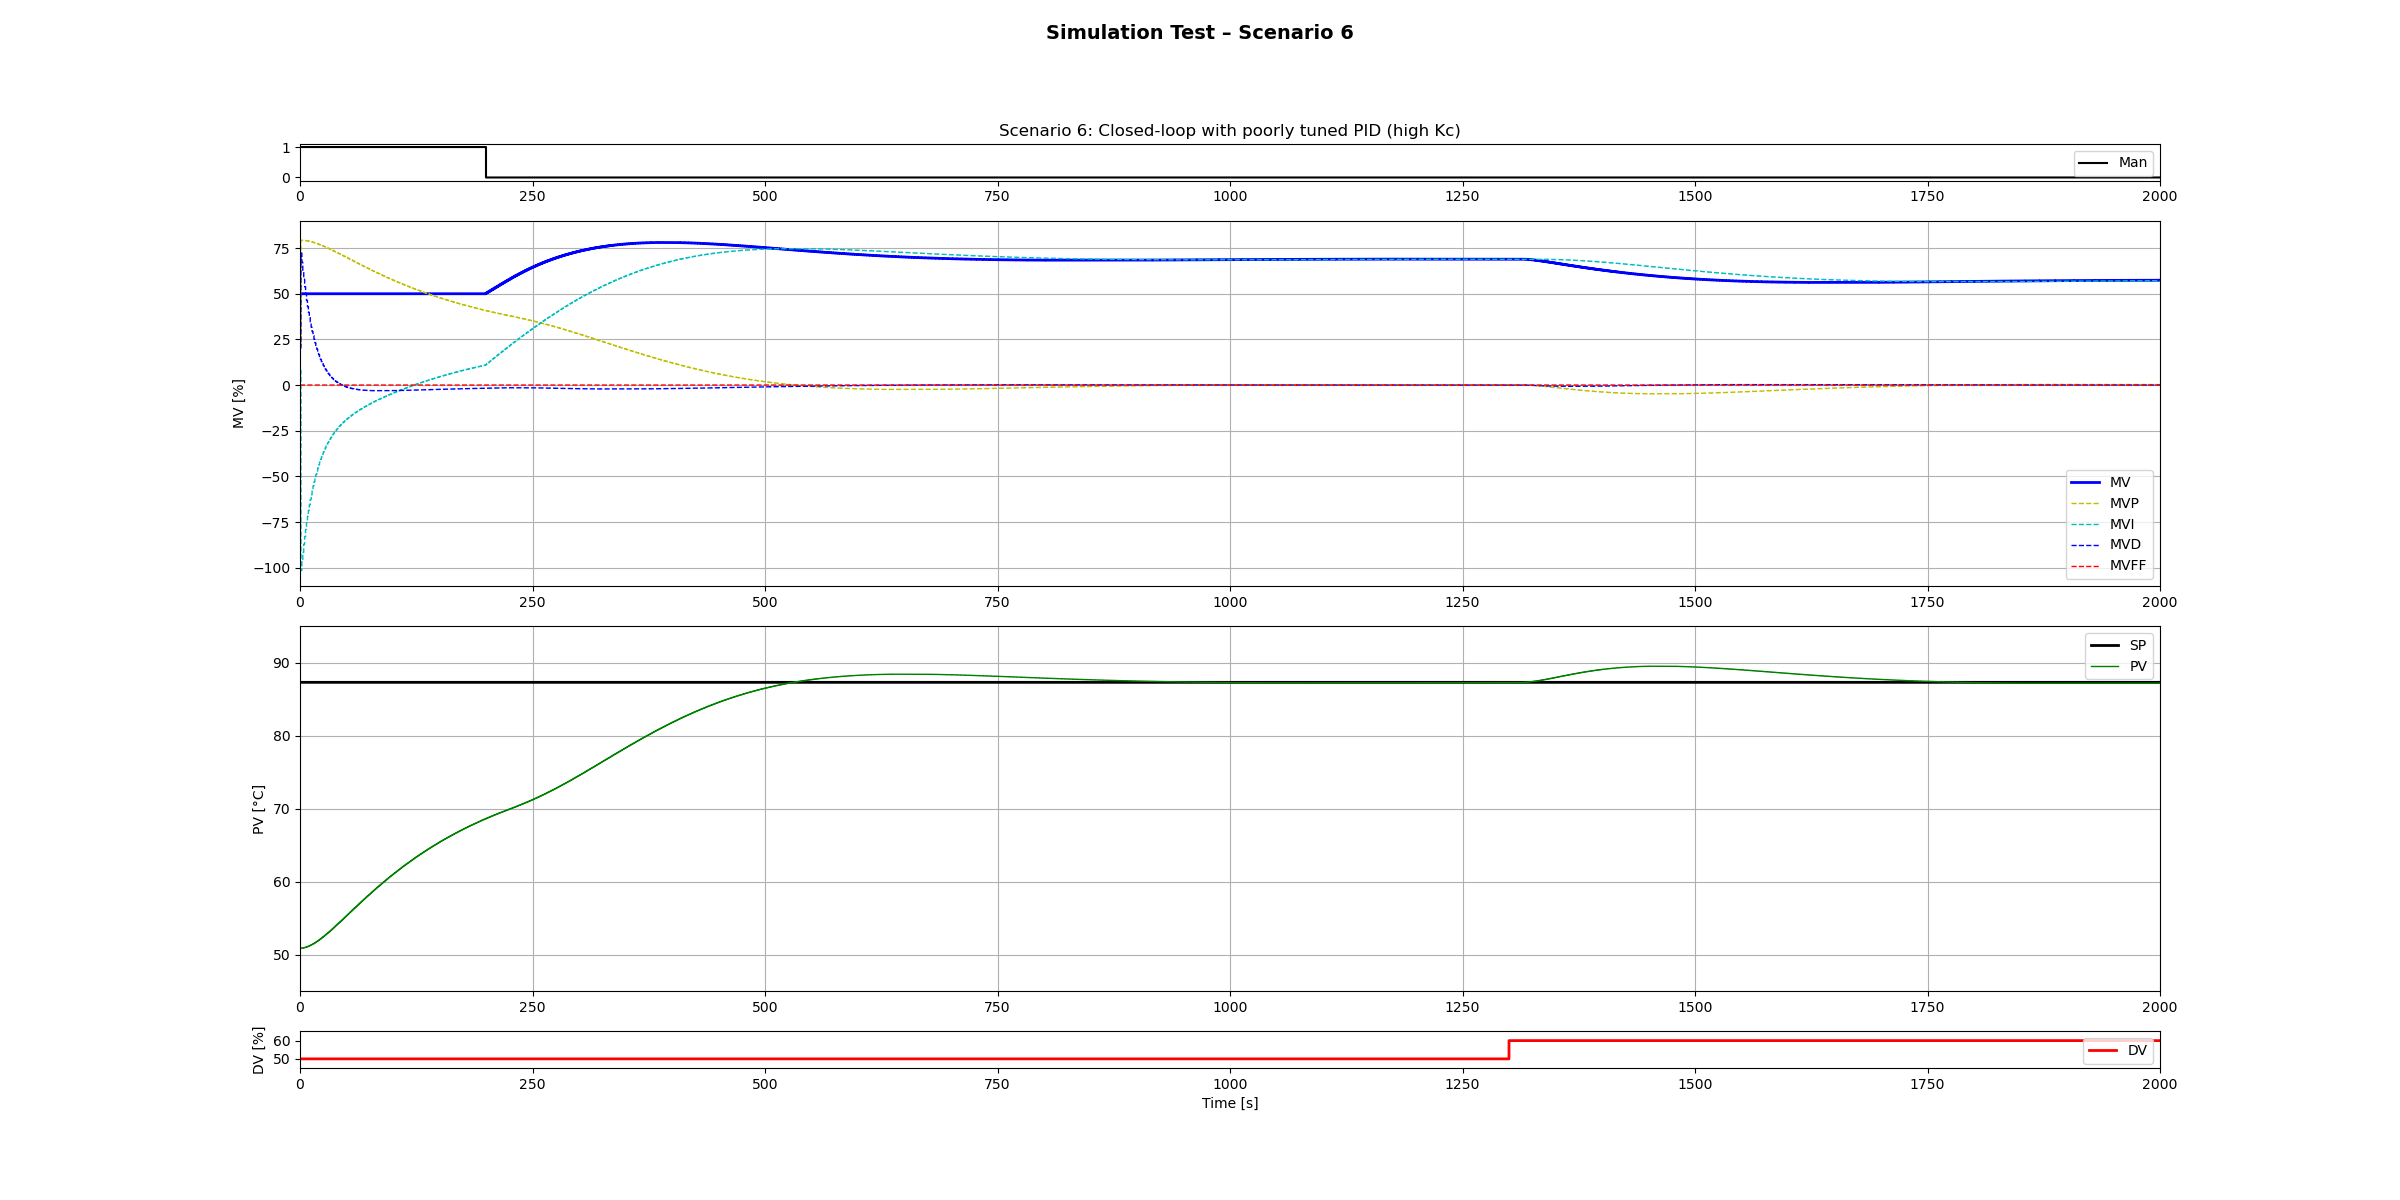 Simulation Test – Scenario 6
Scenario 6: Closed-loop with poorly tuned PID (high Kc)
1
0
Man
0 250 500 750 1000 1250 1500 1750 2000
MV [%]
75
50
25
0
−25
−50
−75
−100
MV
MVP
MVI
MVD
MVFF
0 250 500 750 1000 1250 1500 1750 2000
PV [°C]
90
80
70
60
50
SP
PV
0 250 500 750 1000 1250 1500 1750 2000
DV [%]
60
50
DV
0 250 500 750 1000 1250 1500 1750 2000
Time [s]